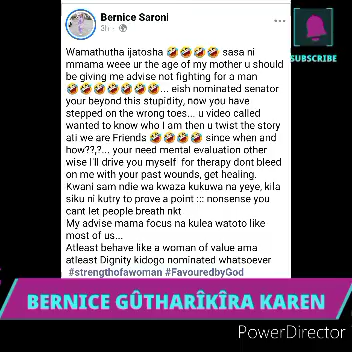 Bernice Saroni
3h
SUBSCRIBE
Wamathutha ijatosha 🤣🤣🤣🤣 sasa ni
mmama weee ur the age of my mother u should
be giving me advise not fighting for a man
🤣🤣🤣🤣🤣🤣🤣... eish nominated senator
your beyond this stupidity, now you have
stepped on the wrong toes... u video called
wanted to know who I am then u twist the story
ati we are Friends 🤣🤣🤣🤣 since when and
how??,?... your need mental evaluation other
wise I'll drive you myself for therapy dont bleed
on me with your past wounds, get healing.
Kwani sam ndie wa kwaza kukuwa na yeye, kila
siku ni kutry to prove a point ::: nonsense you
cant let people breath nkt
My advise mama focus na kulea watoto like
most of us...
Atleast behave like a woman of value ama
atleast Dignity kidogo nominated whatsoever
#strengthofawoman #FavouredbyGod
BERNICE GŨTHARĨKĨRA KAREN
PowerDirector